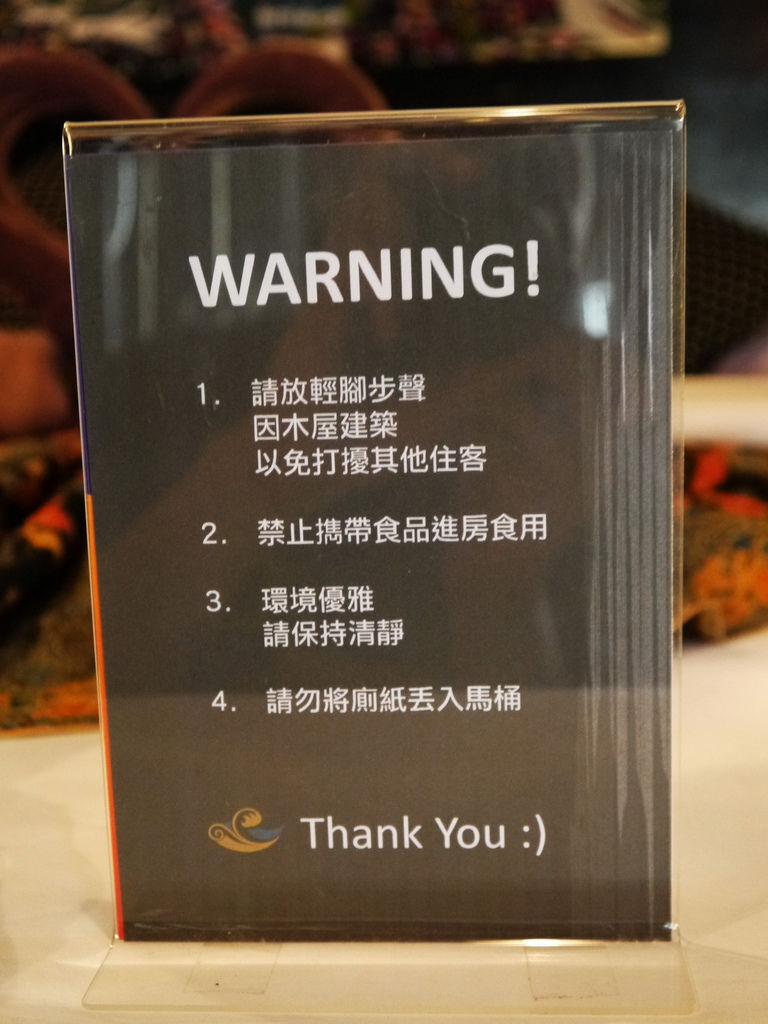 WARNING!
1. 請放輕腳步聲
因木屋建築
以免打擾其他住客
2. 禁止攜帶食品進房食用
3. 環境優雅
請保持清靜
4. 請勿將廁紙丟入馬桶
Thank You :)